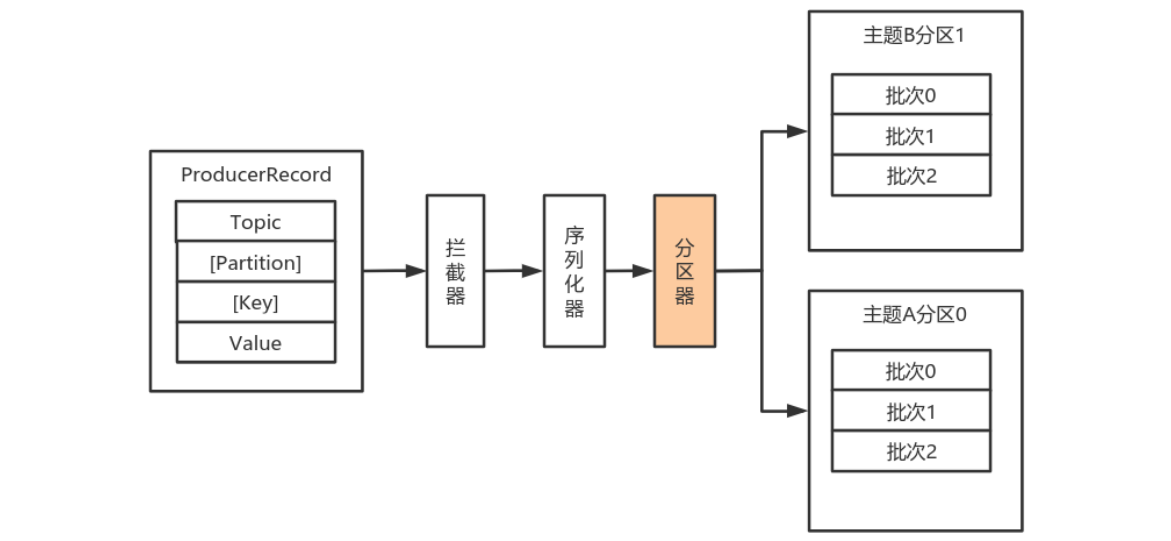 ProducerRecord
Topic
[Partition]
[Key]
Value
拦截器
序列化器
分区器
主题B分区1
批次0
批次1
批次2
主题A分区0
批次0
批次1
批次2